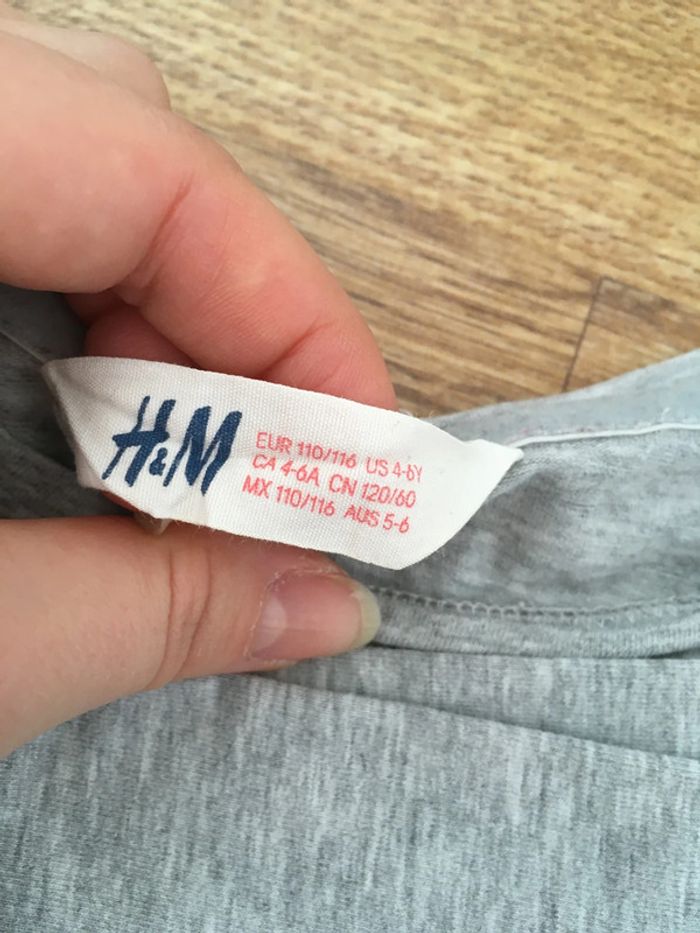 H&M
EUR 110/116 US 4-6Y
CA 4-6A CN 120/60
MX 110/116 AUS 5-6